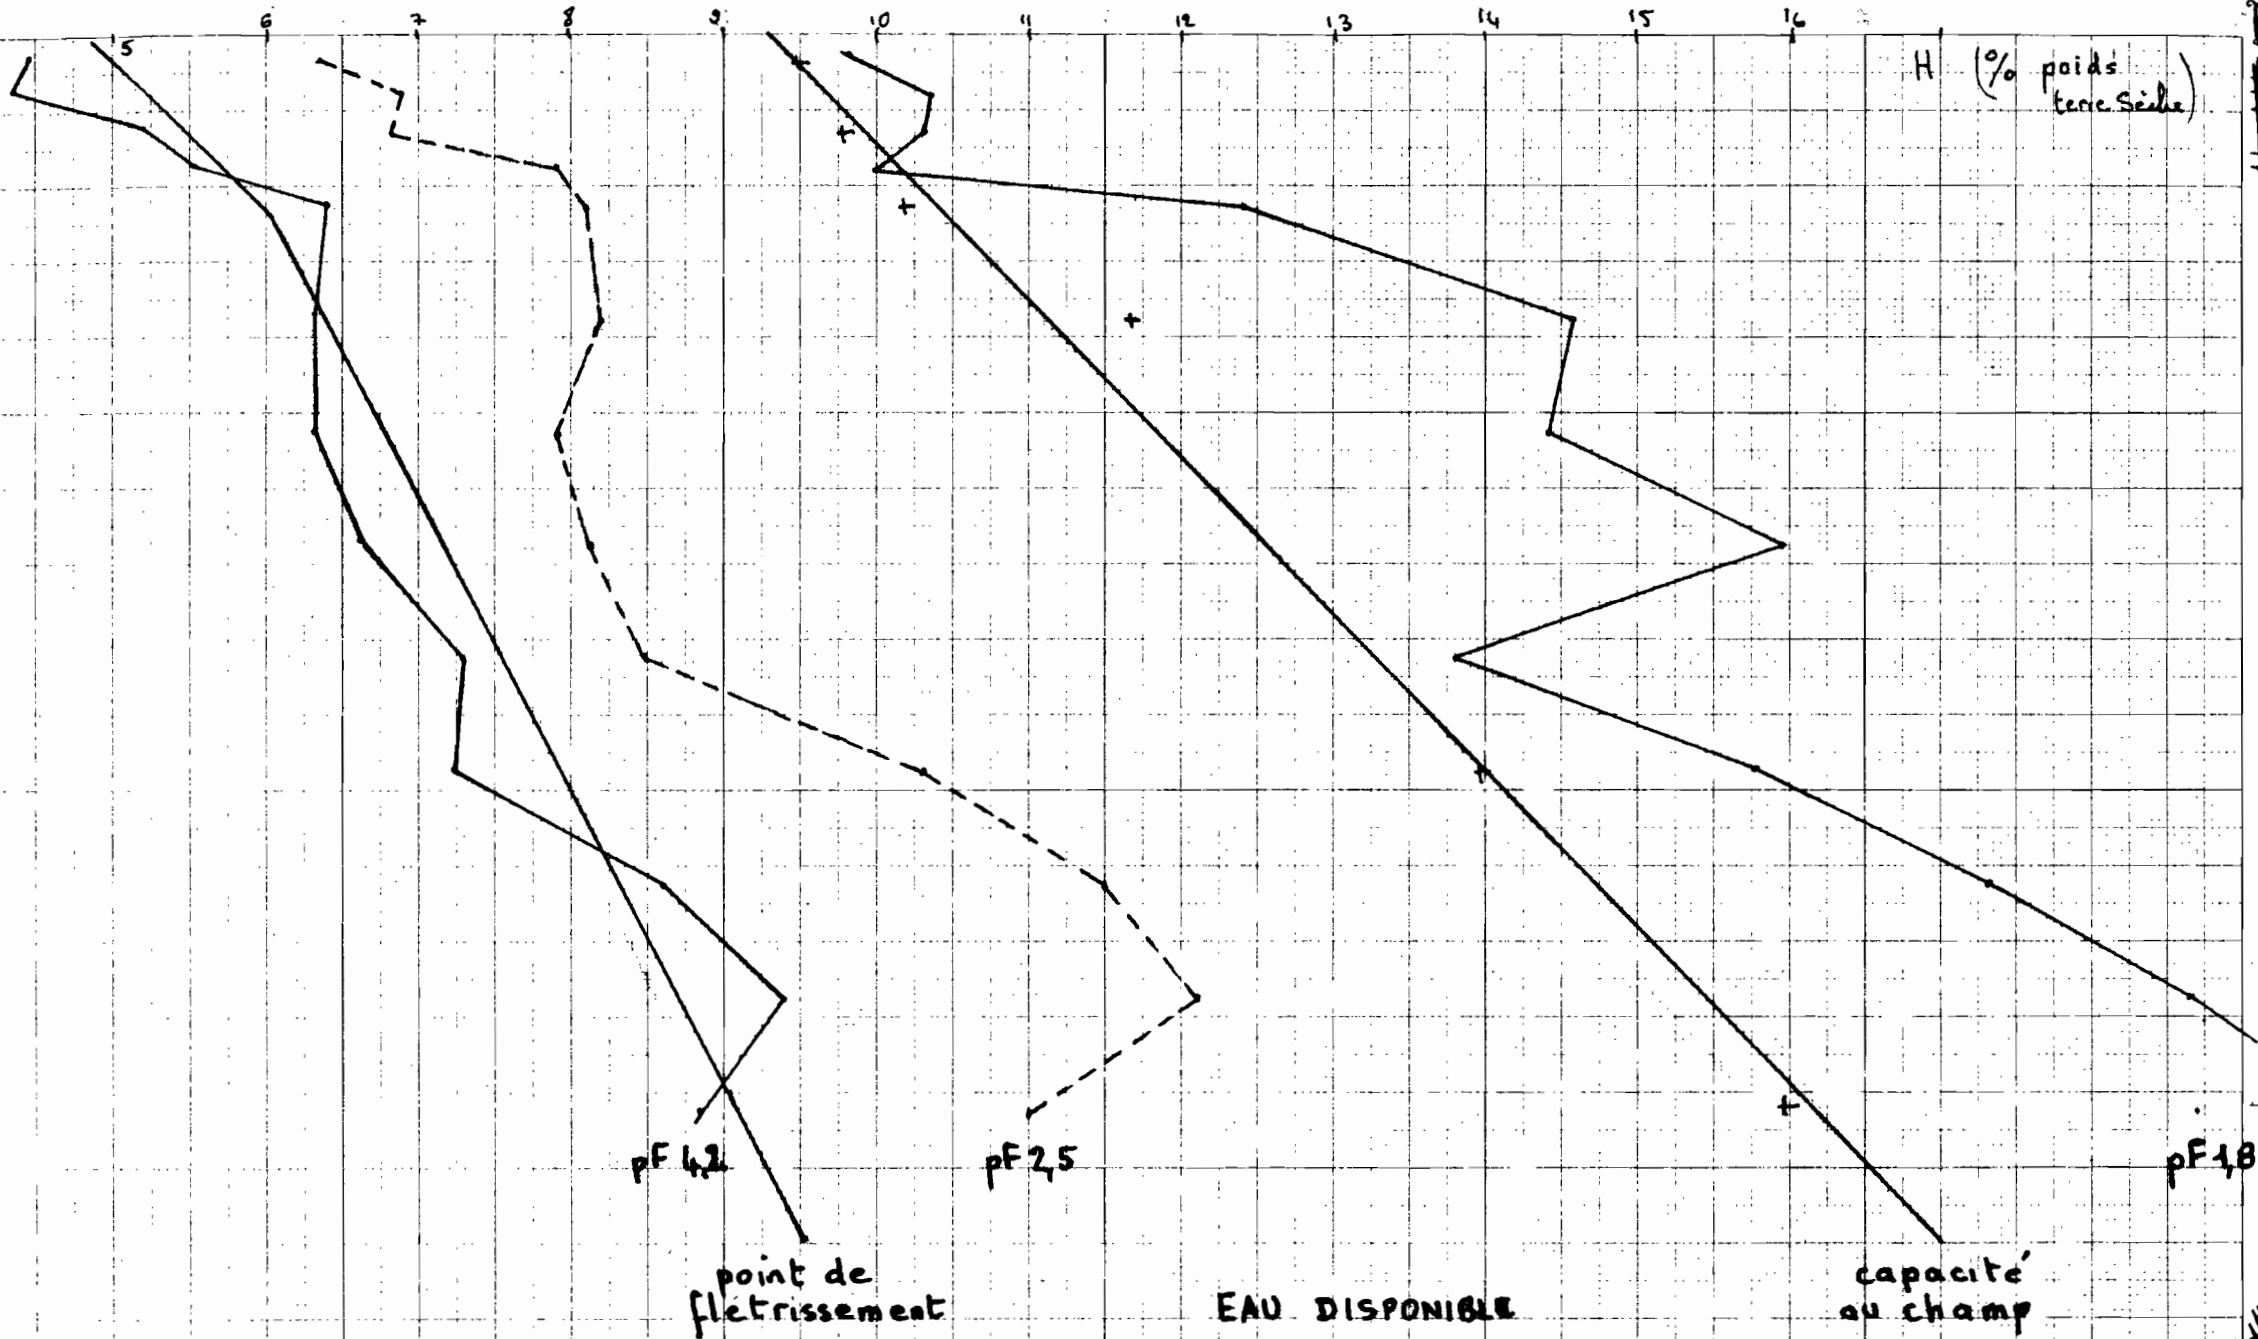 5 6 7 8 9 10 11 12 13 14 15 16
H (% poids
terre sèche)
pF 4,2
pF 2,5
pF 1,8
point de
flétrissement
EAU DISPONIBLE
capacité
au champ